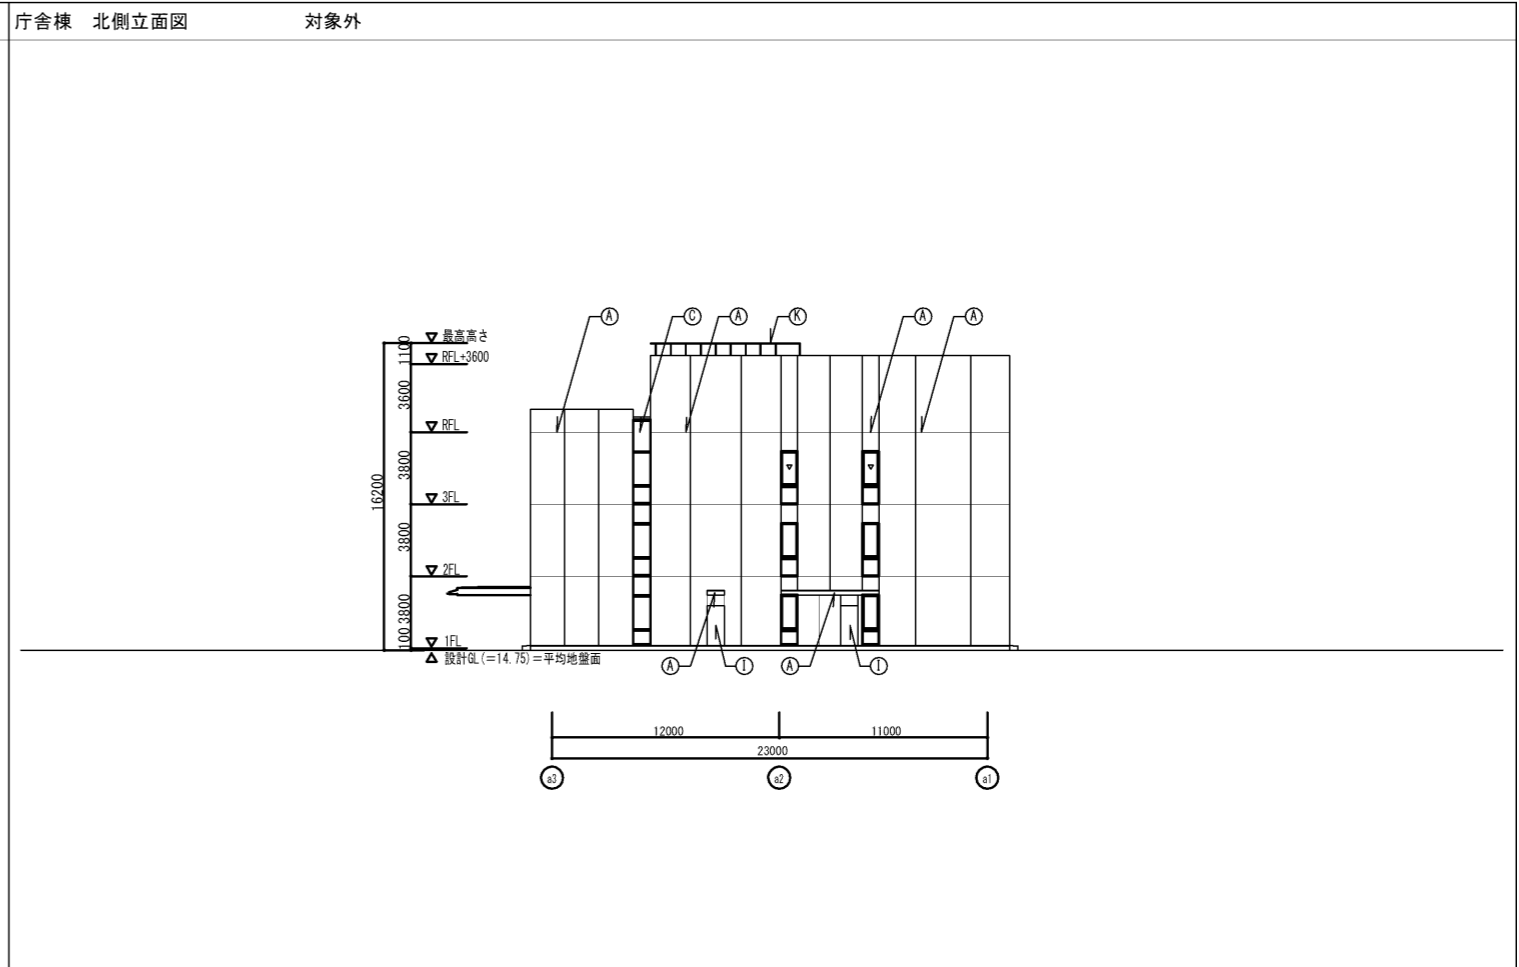 庁舎棟　北側立面図　対象外
A C A K A A
最高高さ
1100
RFL+3600
3600
RFL
3800
16200
3FL
3800
2FL
3800
1FL
100
設計GL(=14.75)=平均地盤面
A I A I
12000 11000
23000
a3 a2 a1